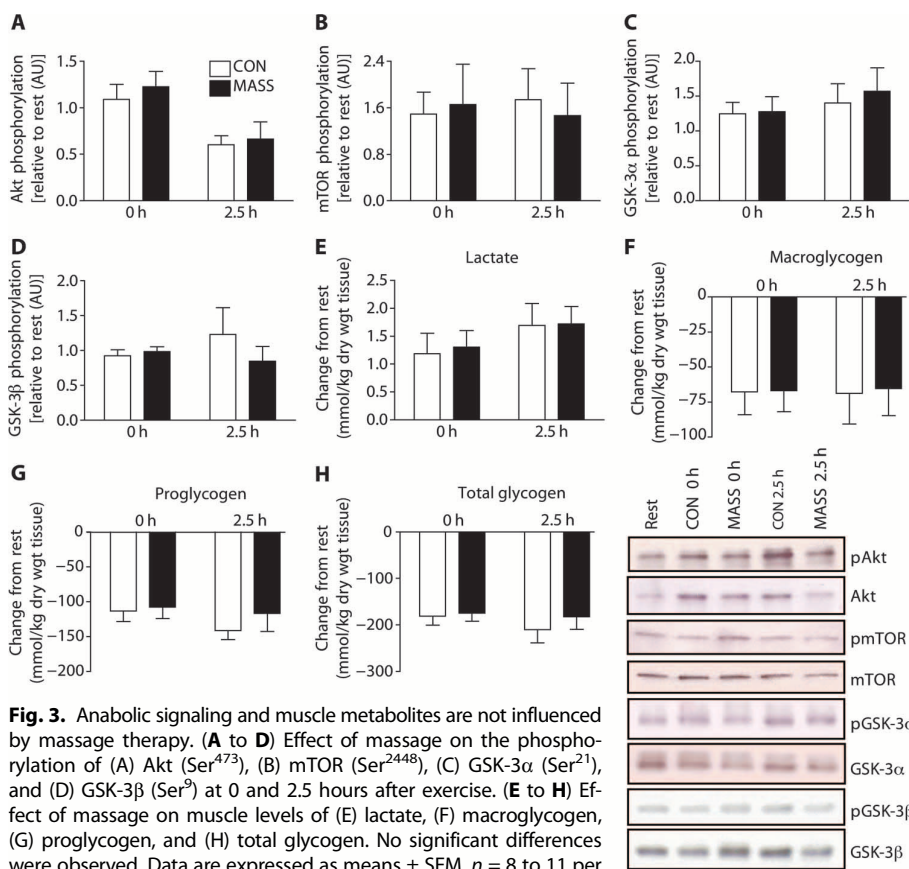 A
Akt phosphorylation
[relative to rest (AU)]
1.5
1.0
0.5
0.0
CON
MASS
0 h
2.5 h
B
mTOR phosphorylation
[relative to rest (AU)]
2.4
1.6
0.8
0.0
0 h
2.5 h
C
GSK-3α phosphorylation
[relative to rest (AU)]
2.0
1.5
1.0
0.5
0.0
0 h
2.5 h
D
GSK-3β phosphorylation
[relative to rest (AU)]
2.0
1.5
1.0
0.5
0.0
0 h
2.5 h
E
Lactate
Change from rest
(mmol/kg dry wgt tissue)
2.5
2.0
1.5
1.0
0.5
0.0
0 h
2.5 h
F
Macroglycogen
Change from rest
(mmol/kg dry wgt tissue)
0 h
2.5 h
0
−25
−50
−75
−100
G
Proglycogen
Change from rest
(mmol/kg dry wgt tissue)
0 h
2.5 h
0
−50
−100
−150
−200
H
Total glycogen
Change from rest
(mmol/kg dry wgt tissue)
0 h
2.5 h
0
−100
−200
−300
Rest
CON 0 h
MASS 0 h
CON 2.5 h
MASS 2.5 h
pAkt
Akt
pmTOR
mTOR
pGSK-3α
GSK-3α
pGSK-3β
GSK-3β
Fig. 3. Anabolic signaling and muscle metabolites are not influenced
by massage therapy. (A to D) Effect of massage on the phospho-
rylation of (A) Akt (Ser473), (B) mTOR (Ser2448), (C) GSK-3α (Ser21),
and (D) GSK-3β (Ser9) at 0 and 2.5 hours after exercise. (E to H) Ef-
fect of massage on muscle levels of (E) lactate, (F) macroglycogen,
(G) proglycogen, and (H) total glycogen. No significant differences
were observed. Data are expressed as means ± SEM. n = 8 to 11 per